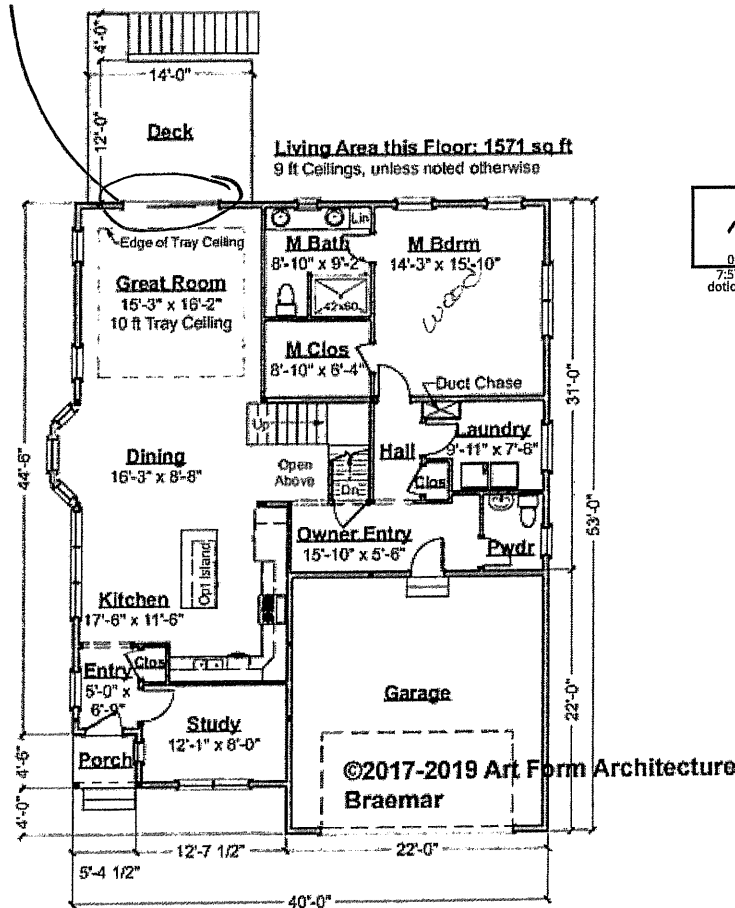 4'-0"
14'-0"
12'-0"
Deck
Living Area this Floor: 1571 sq ft
9 ft Ceilings, unless noted otherwise
Edge of Tray Ceiling
Great Room
15'-3" x 16'-2"
10 ft Tray Ceiling
Lin
M Bath
8'-10" x 9'-2"
42x60
M Bdrm
14'-3" x 15'-10"
wood
M Clos
8'-10" x 6'-4"
Duct Chase
31'-0"
Up
Hall
Laundry
9'-11" x 7'-8"
Dining
16'-3" x 8'-8"
Open
Above
Dn
Clos
44'-6"
53'-0"
Owner Entry
15'-10" x 5'-6"
Pwdr
Opt Island
Kitchen
17'-6" x 11'-6"
Clos
Entry
5'-0" x
6'-9"
Garage
22'-0"
Study
12'-1" x 8'-0"
Porch
4'-6"
4'-0"
©2017-2019 Art Form Architecture
Braemar
12'-7 1/2"
22'-0"
5'-4 1/2"
40'-0"